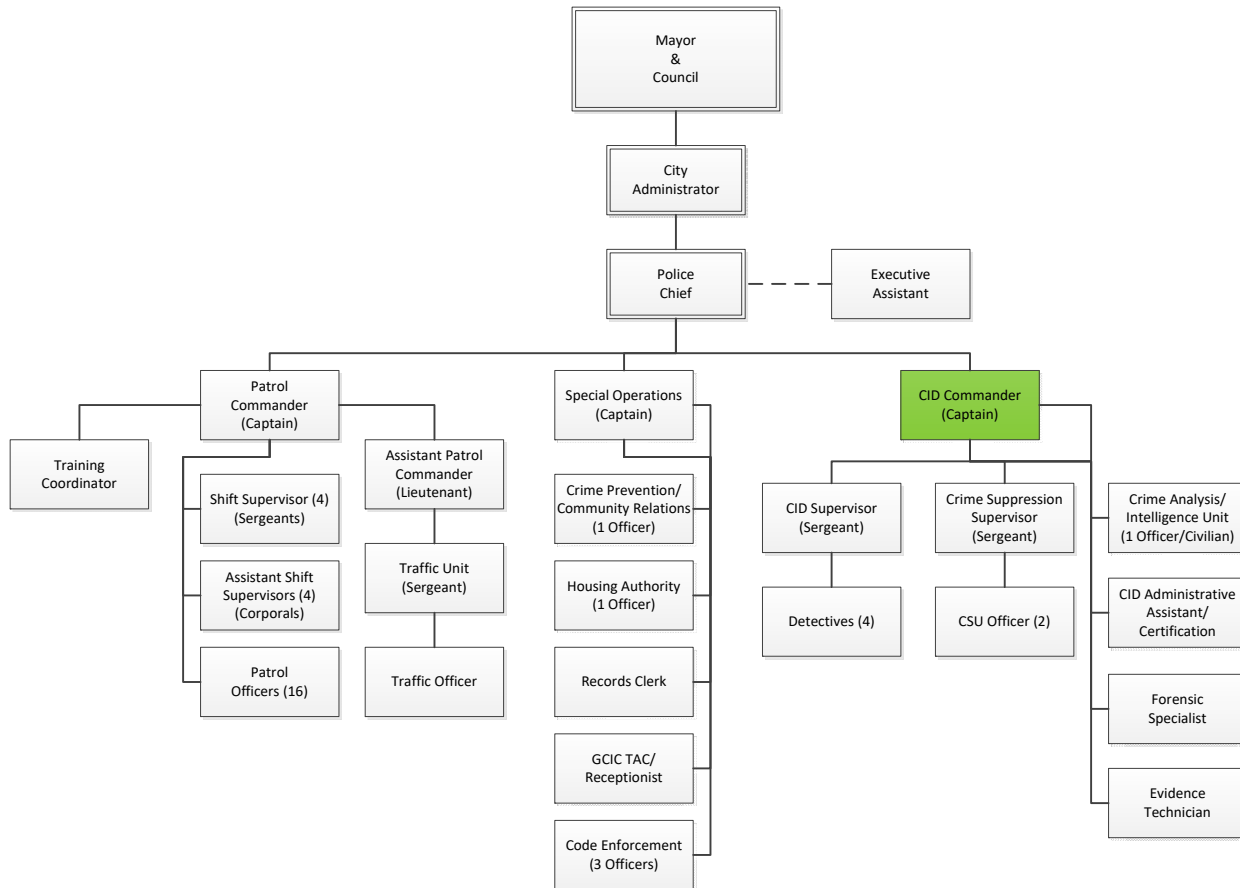 Mayor
&
Council
City
Administrator
Police
Chief
Executive
Assistant
Patrol
Commander
(Captain)
Training
Coordinator
Shift Supervisor (4)
(Sergeants)
Assistant Shift
Supervisors (4)
(Corporals)
Patrol
Officers (16)
Assistant Patrol
Commander
(Lieutenant)
Traffic Unit
(Sergeant)
Traffic Officer
Special Operations
(Captain)
Crime Prevention/
Community Relations
(1 Officer)
Housing Authority
(1 Officer)
Records Clerk
GCIC TAC/
Receptionist
Code Enforcement
(3 Officers)
CID Commander
(Captain)
CID Supervisor
(Sergeant)
Detectives (4)
Crime Suppression
Supervisor
(Sergeant)
CSU Officer (2)
Crime Analysis/
Intelligence Unit
(1 Officer/Civilian)
CID Administrative
Assistant/
Certification
Forensic
Specialist
Evidence
Technician